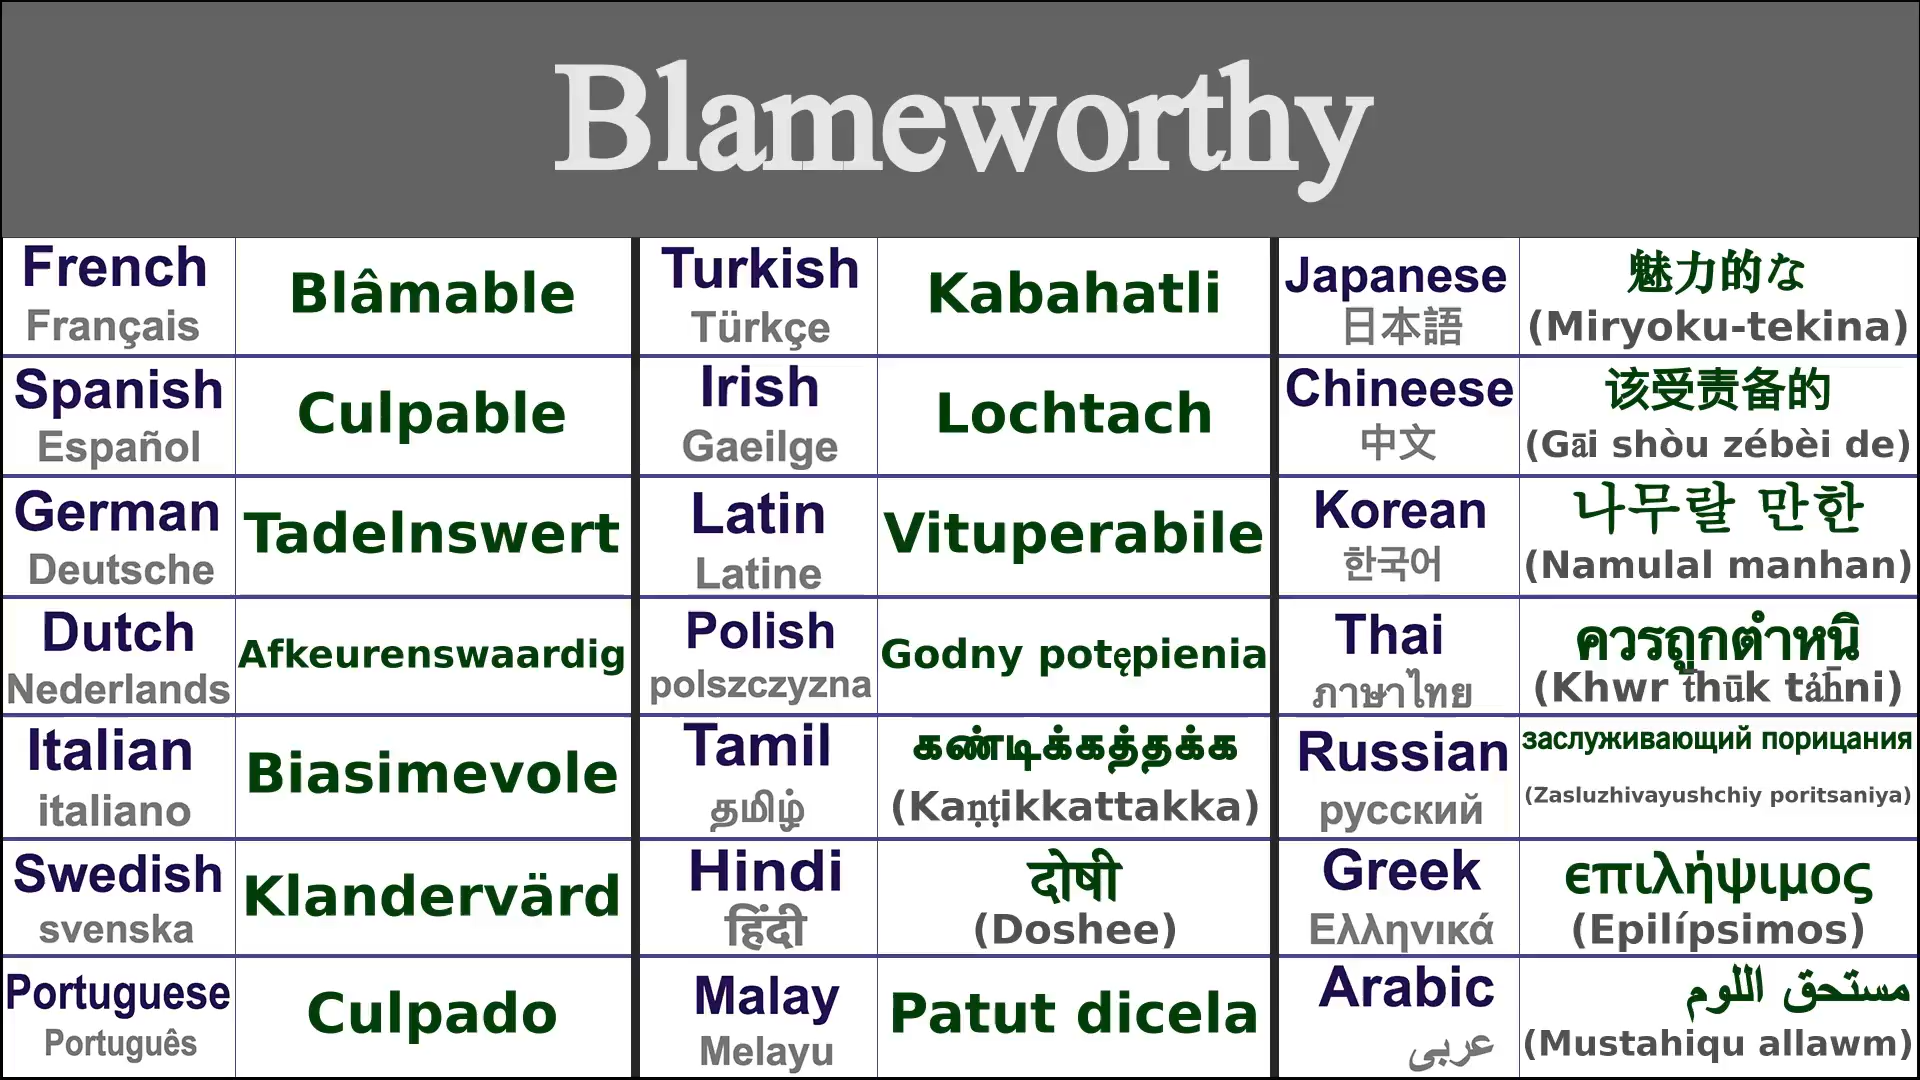 Blameworthy
French
Français
Blâmable
Turkish
Türkçe
Kabahatli
Japanese
日本語
魅力的な
(Miryoku-tekina)
Spanish
Español
Culpable
Irish
Gaeilge
Lochtach
Chineese
中文
该受责备的
(Gāi shòu zébèi de)
German
Deutsche
Tadelnswert
Latin
Latine
Vituperabile
Korean
한국어
나무랄 만한
(Namulal manhan)
Dutch
Nederlands
Afkeurenswaardig
Polish
polszczyzna
Godny potępienia
Thai
ภาษาไทย
ควรถูกตำหนิ
(Khwr t̄hūk tảh̄ni)
Italian
italiano
Biasimevole
Tamil
தமிழ்
கண்டிக்கத்தக்க
(Kaṇṭikkattakka)
Russian
русский
заслуживающий порицания
(Zasluzhivayushchiy poritsaniya)
Swedish
svenska
Klandervärd
Hindi
हिंदी
दोषी
(Doshee)
Greek
Ελληνικά
επιλήψιμος
(Epilípsimos)
Portuguese
Português
Culpado
Malay
Melayu
Patut dicela
Arabic
عربى
مستحق اللوم
(Mustahiqu allawm)